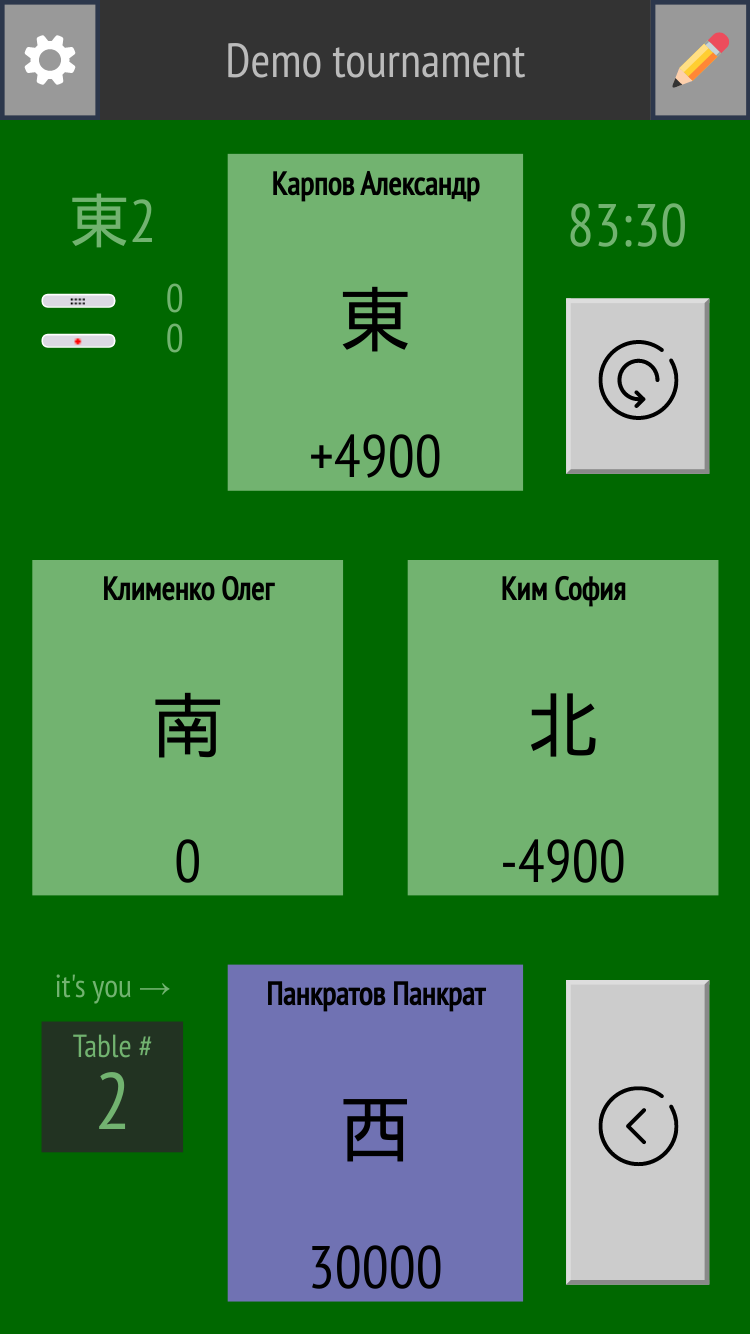 Demo tournament
東2
0
0
Карпов Александр
東
+4900
83:30
Клименко Олег
南
0
Ким София
北
-4900
it's you →
Table #
2
Панкратов Панкрат
西
30000